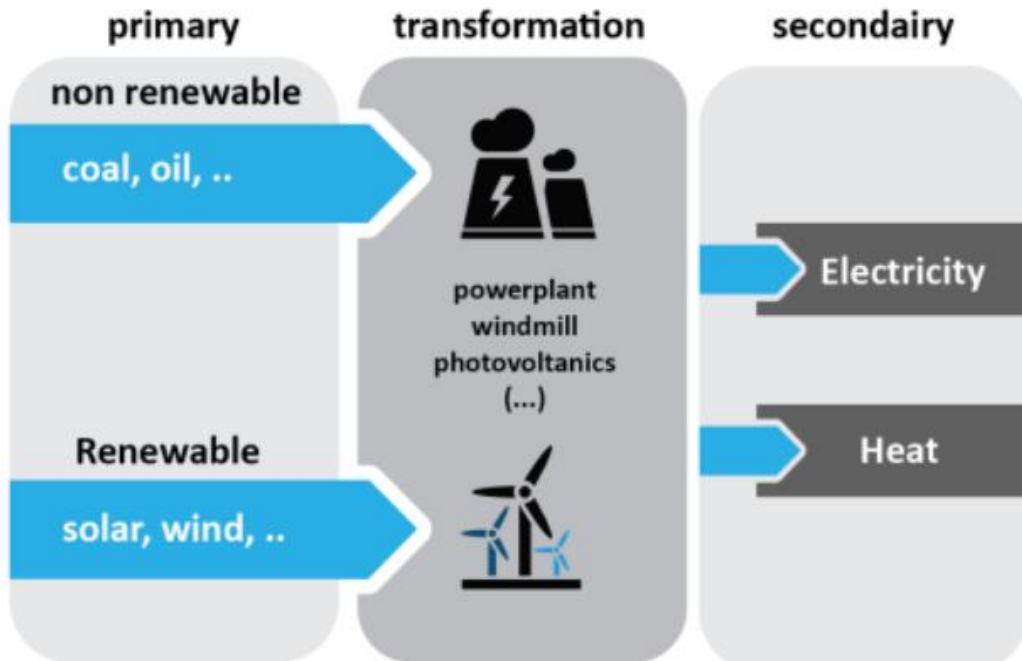 primary
transformation
secondairy
non renewable
coal, oil, ..
powerplant
windmill
photovoltanics
(...)
Renewable
solar, wind, ..
Electricity
Heat